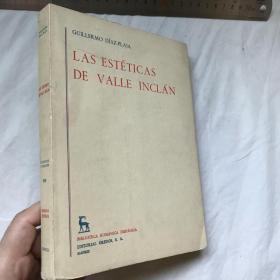 GUILLERMO DÍAZ-PLAJA
LAS ESTÉTICAS
DE VALLE INCLÁN
BIBLIOTECA ROMÁNICA HISPÁNICA
EDITORIAL GREDOS, S. A.
MADRID